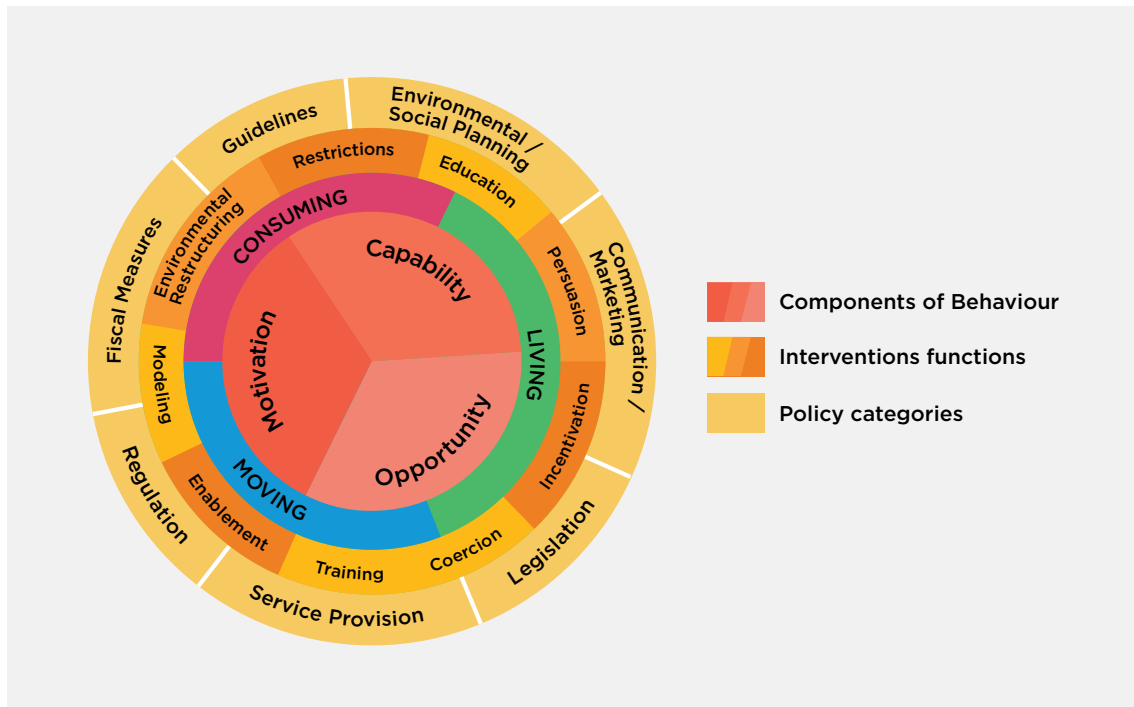 Environmental /
Social Planning
Communication /
Marketing
Legislation
Service Provision
Regulation
Fiscal Measures
Guidelines
Restrictions
Education
Persuasion
Incentivation
Coercion
Training
Enablement
Modeling
Environmental
Restructuring
CONSUMING
LIVING
MOVING
Capability
Opportunity
Motivation
Components of Behaviour
Interventions functions
Policy categories